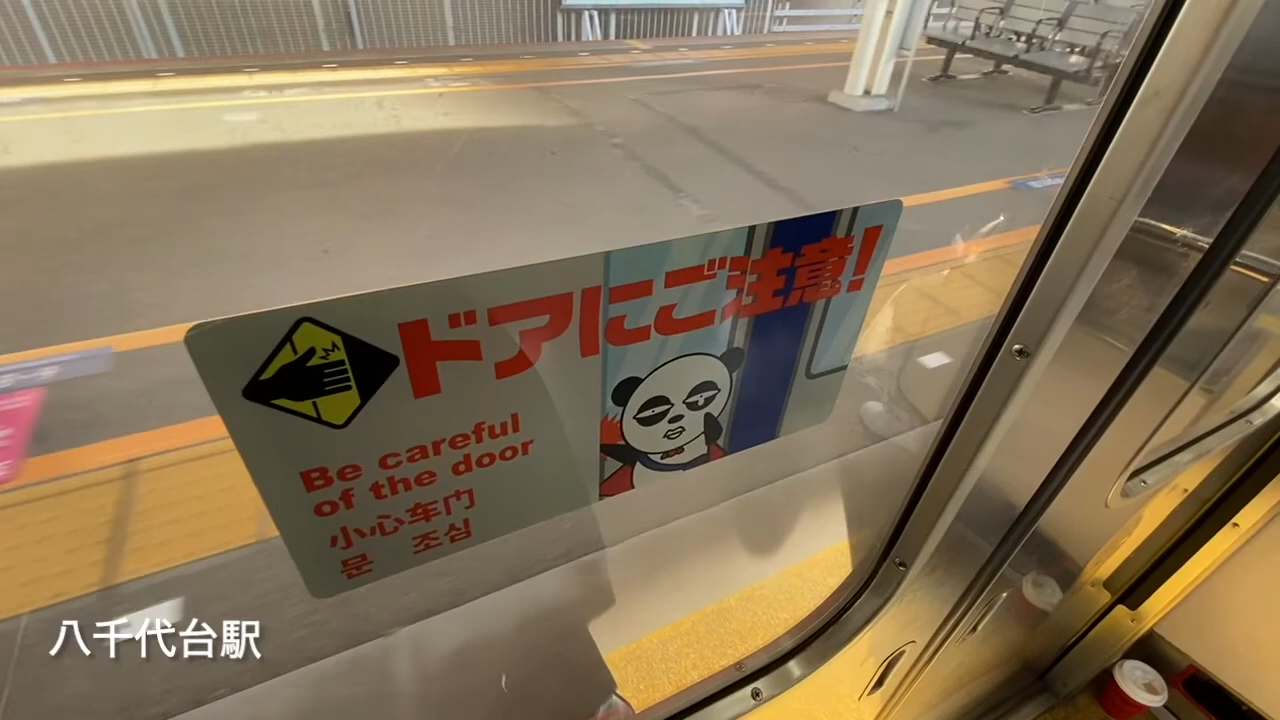 ドアにご注意!
Be careful
of the door
小心车门
문 조심
八千代台駅